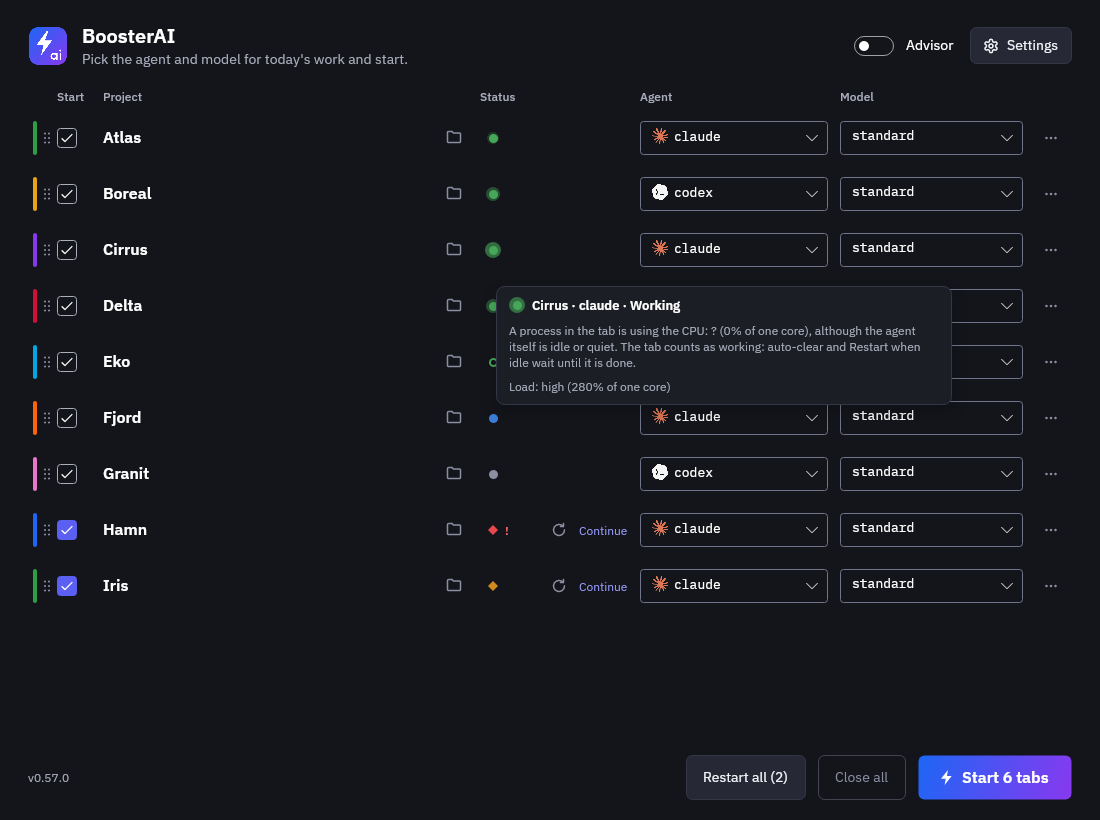 ai
BoosterAI
Pick the agent and model for today's work and start.
Advisor
Settings
Start Project Status Agent Model
Atlas claude standard
Boreal codex standard
Cirrus claude standard
Delta
Cirrus · claude · Working
A process in the tab is using the CPU: ? (0% of one core), although the agent
itself is idle or quiet. The tab counts as working: auto-clear and Restart when
idle wait until it is done.
Load: high (280% of one core)
Eko
Fjord claude standard
Granit codex standard
Hamn ! Continue claude standard
Iris Continue claude standard
v0.57.0
Restart all (2)
Close all
Start 6 tabs